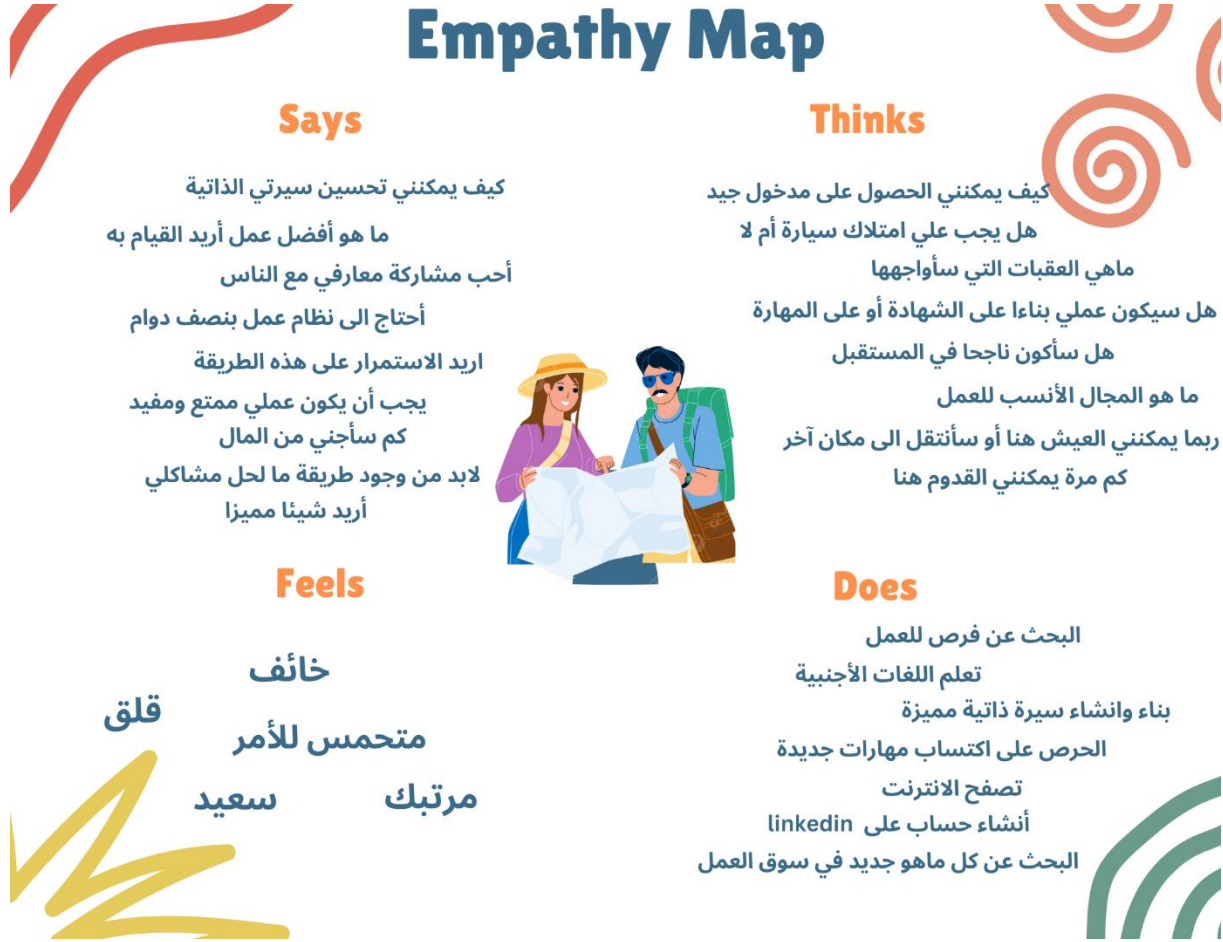 Empathy Map
Says
كيف يمكنني تحسين سيرتي الذاتية
ما هو أفضل عمل أريد القيام به
أحب مشاركة معارفي مع الناس
أحتاج الى نظام عمل بنصف دوام
اريد الاستمرار على هذه الطريقة
يجب أن يكون عملي ممتع ومفيد
كم سأجني من المال
لابد من وجود طريقة ما لحل مشاكلي
أريد شيئا مميزا
Thinks
كيف يمكنني الحصول على مدخول جيد
هل يجب علي امتلاك سيارة أم لا
ماهي العقبات التي سأواجهها
هل سيكون عملي بناءا على الشهادة أو على المهارة
هل سأكون ناجحا في المستقبل
ما هو المجال الأنسب للعمل
ربما يمكنني العيش هنا أو سأنتقل الى مكان آخر
كم مرة يمكنني القدوم هنا
Feels
خائف
قلق
متحمس للأمر
مرتبك
سعيد
Does
البحث عن فرص للعمل
تعلم اللغات الأجنبية
بناء وانشاء سيرة ذاتية مميزة
الحرص على اكتساب مهارات جديدة
تصفح الانترنت
أنشاء حساب على linkedin
البحث عن كل ماهو جديد في سوق العمل